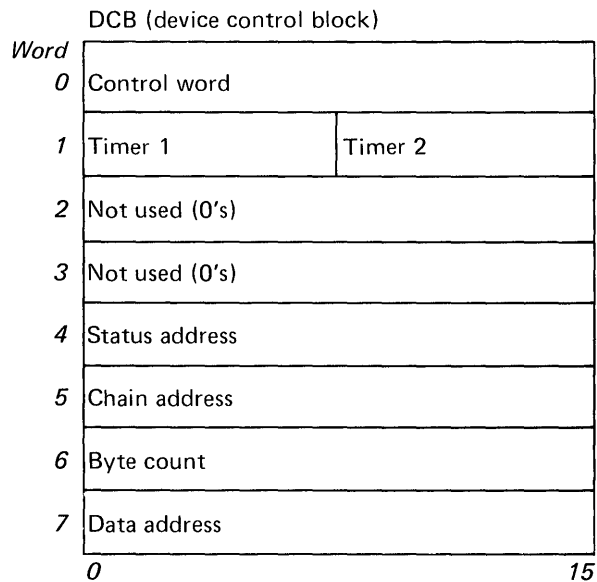 DCB (device control block)
Word
0 Control word
1 Timer 1 Timer 2
2 Not used (0's)
3 Not used (0's)
4 Status address
5 Chain address
6 Byte count
7 Data address
0 15